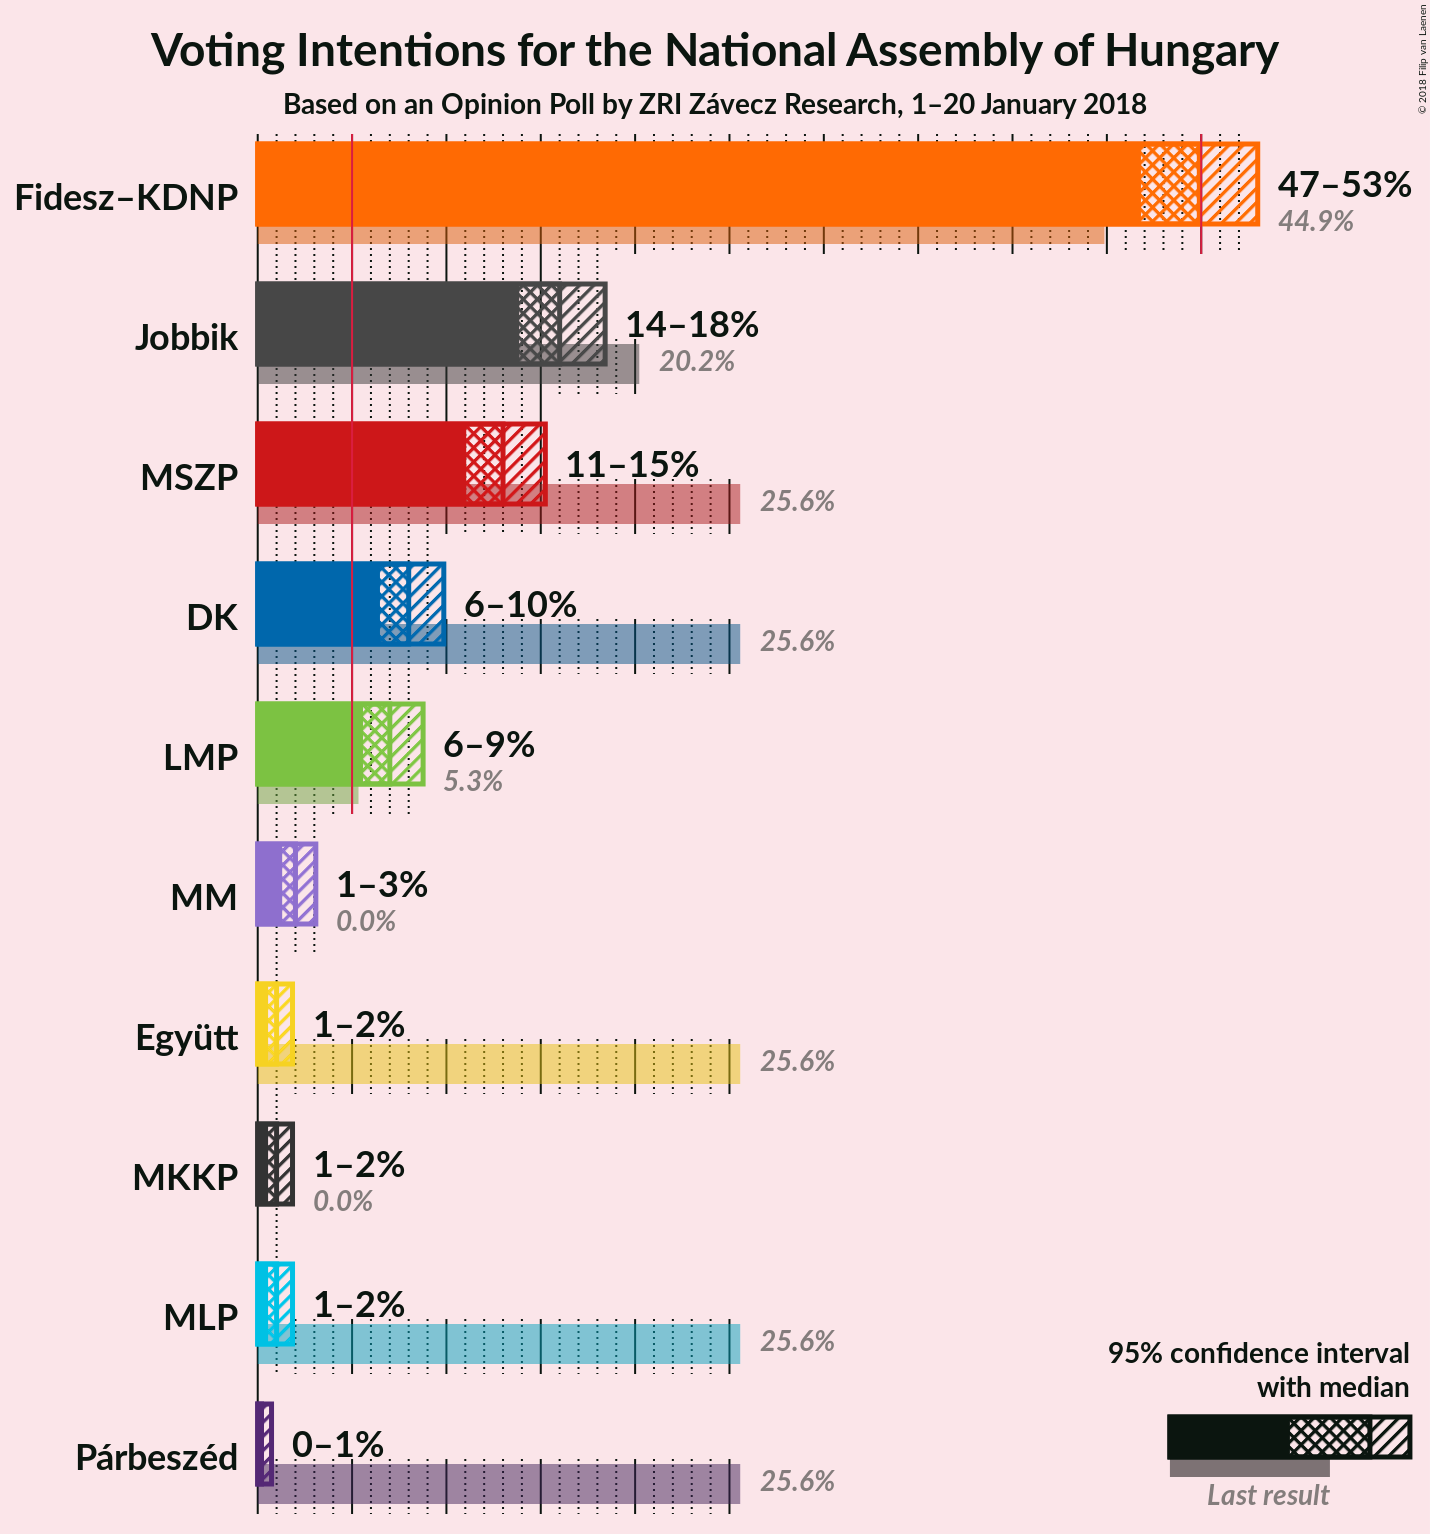 Voting Intentions for the National Assembly of Hungary
Based on an Opinion Poll by ZRI Závecz Research, 1–20 January 2018
© 2018 Filip van Laenen
Fidesz–KDNP
47–53%
44.9%
Jobbik
14–18%
20.2%
MSZP
11–15%
25.6%
DK
6–10%
25.6%
LMP
6–9%
5.3%
MM
1–3%
0.0%
Együtt
1–2%
25.6%
MKKP
1–2%
0.0%
MLP
1–2%
25.6%
Párbeszéd
0–1%
25.6%
95% confidence interval
with median
Last result